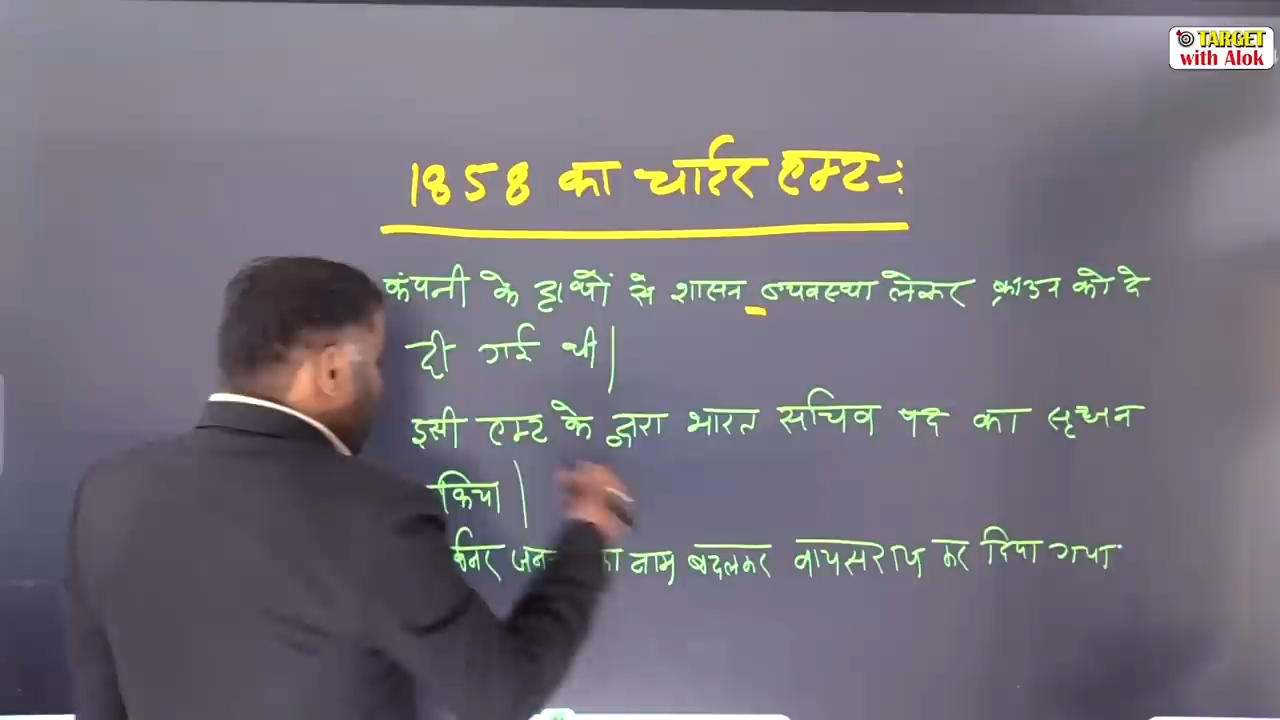 TARGET
with Alok
1858 का चार्टर एक्ट-:
कंपनी के हाथों से शासन व्यवस्था लेकर क्राउन को दे
दी गई थी|
इसी एक्ट के द्वारा भारत सचिव पद का सृजन
किया|
नाम बदलकर वायसराय कर दिया गया